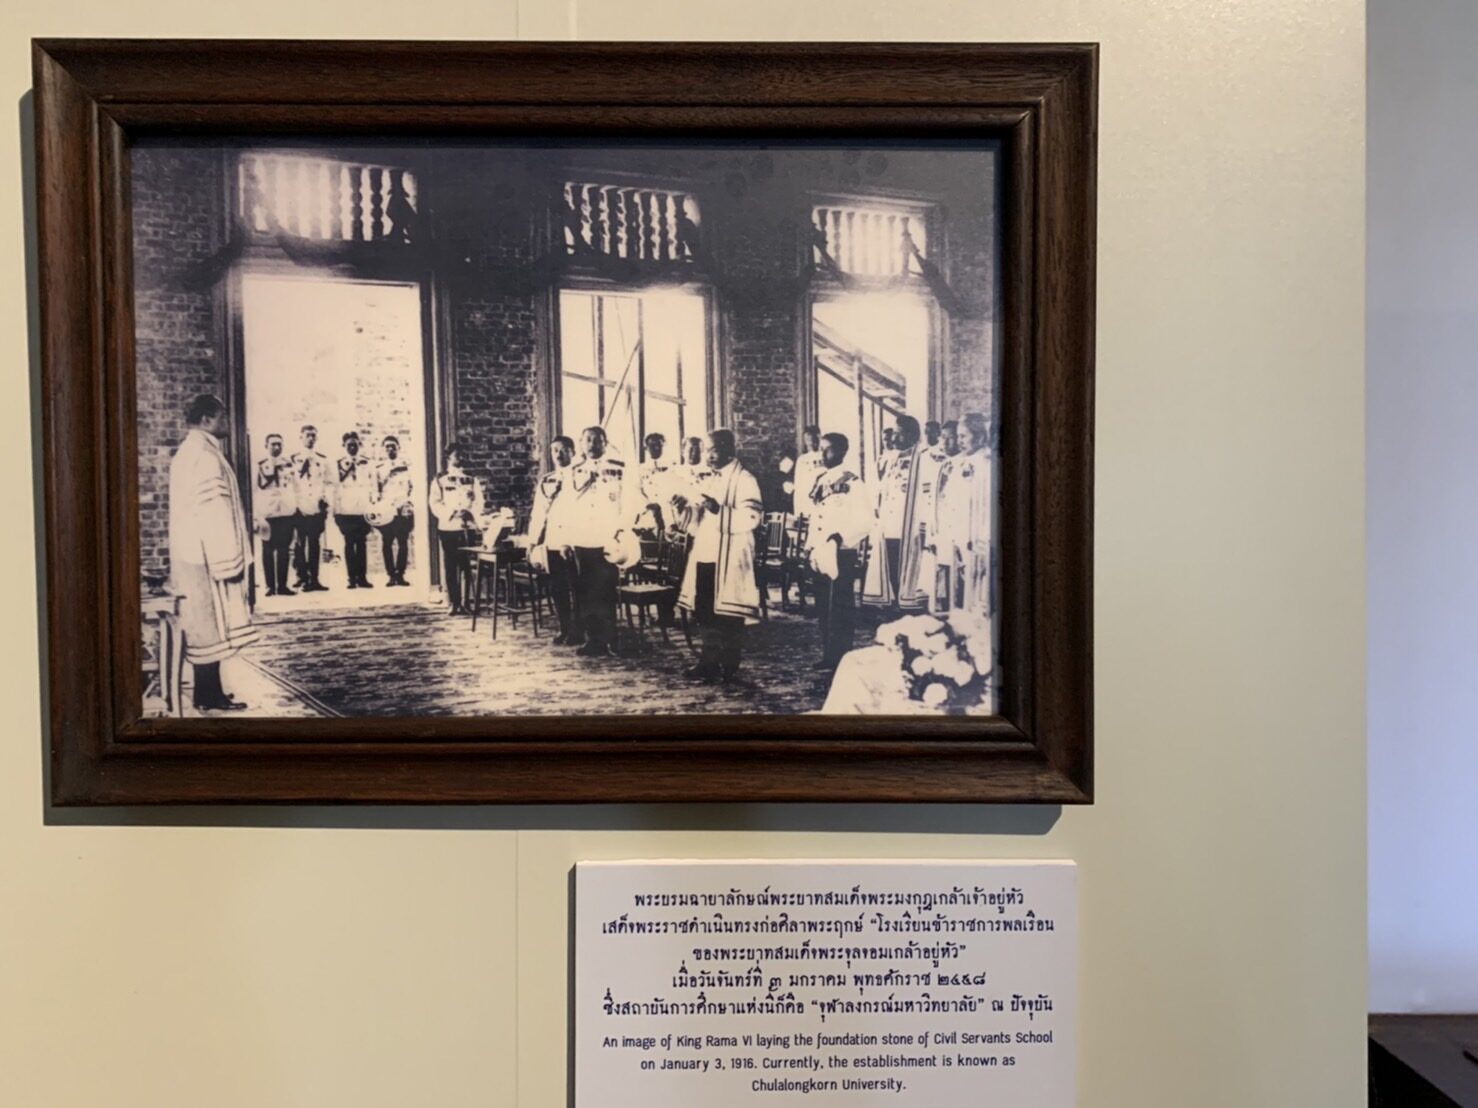 พระบรมฉายาลักษณ์พระบาทสมเด็จพระมงกุฎเกล้าเจ้าอยู่หัว
เสด็จพระราชดำเนินทรงก่อศิลาพระฤกษ์ “โรงเรียนข้าราชการพลเรือน
ของพระบาทสมเด็จพระจุลจอมเกล้าอยู่หัว”
เมื่อวันจันทร์ที่ ๓ มกราคม พุทธศักราช ๒๔๕๘
ซึ่งสถาบันการศึกษาแห่งนี้ก็คือ “จุฬาลงกรณ์มหาวิทยาลัย” ณ ปัจจุบัน
An image of King Rama VI laying the foundation stone of Civil Servants School
on January 3, 1916. Currently, the establishment is known as
Chulalongkorn University.